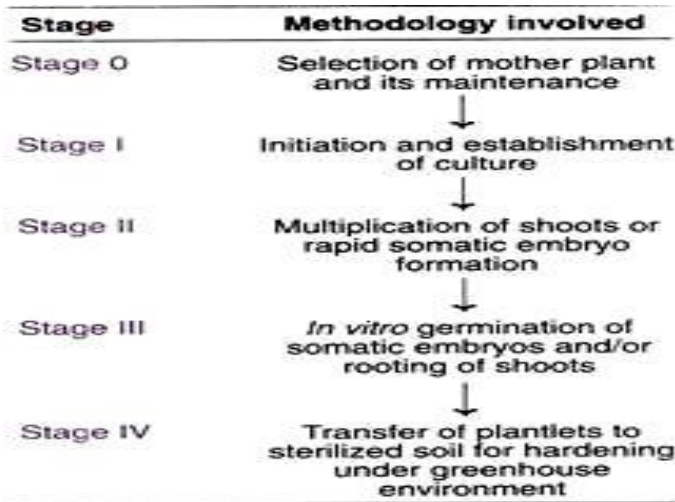 Stage Methodology involved
Stage 0 Selection of mother plant
and its maintenance
Stage I Initiation and establishment
of culture
Stage II Multiplication of shoots or
rapid somatic embryo
formation
Stage III In vitro germination of
somatic embryos and/or
rooting of shoots
Stage IV Transfer of plantlets to
sterilized soil for hardening
under greenhouse
environment